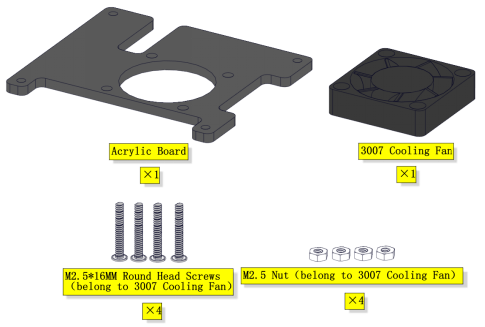 Acrylic Board
×1
3007 Cooling Fan
×1
M2.5*16MM Round Head Screws
(belong to 3007 Cooling Fan)
×4
M2.5 Nut (belong to 3007 Cooling Fan)
×4